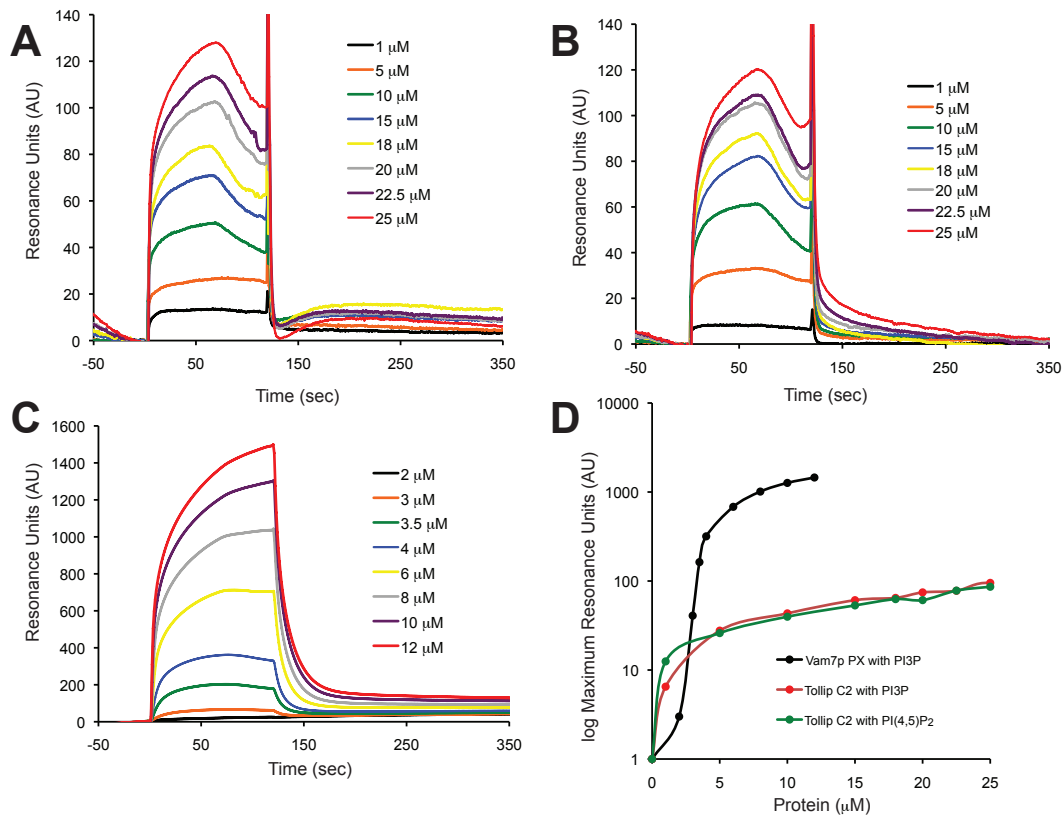 A
140
120
100
80
60
40
20
0
-50
50
150
250
350
Resonance Units (AU)
Time (sec)
1 μM
5 μM
10 μM
15 μM
18 μM
20 μM
22.5 μM
25 μM
B
140
120
100
80
60
40
20
0
-50
50
150
250
350
Resonance Units (AU)
Time (sec)
1 μM
5 μM
10 μM
15 μM
18 μM
20 μM
22.5 μM
25 μM
C
1600
1400
1200
1000
800
600
400
200
0
-50
50
150
250
350
Resonance Units (AU)
Time (sec)
2 μM
3 μM
3.5 μM
4 μM
6 μM
8 μM
10 μM
12 μM
D
10000
1000
100
10
1
0
5
10
15
20
25
log Maximum Resonance Units (AU)
Protein (μM)
Vam7p PX with PI3P
Tollip C2 with PI3P
Tollip C2 with PI(4,5)P2